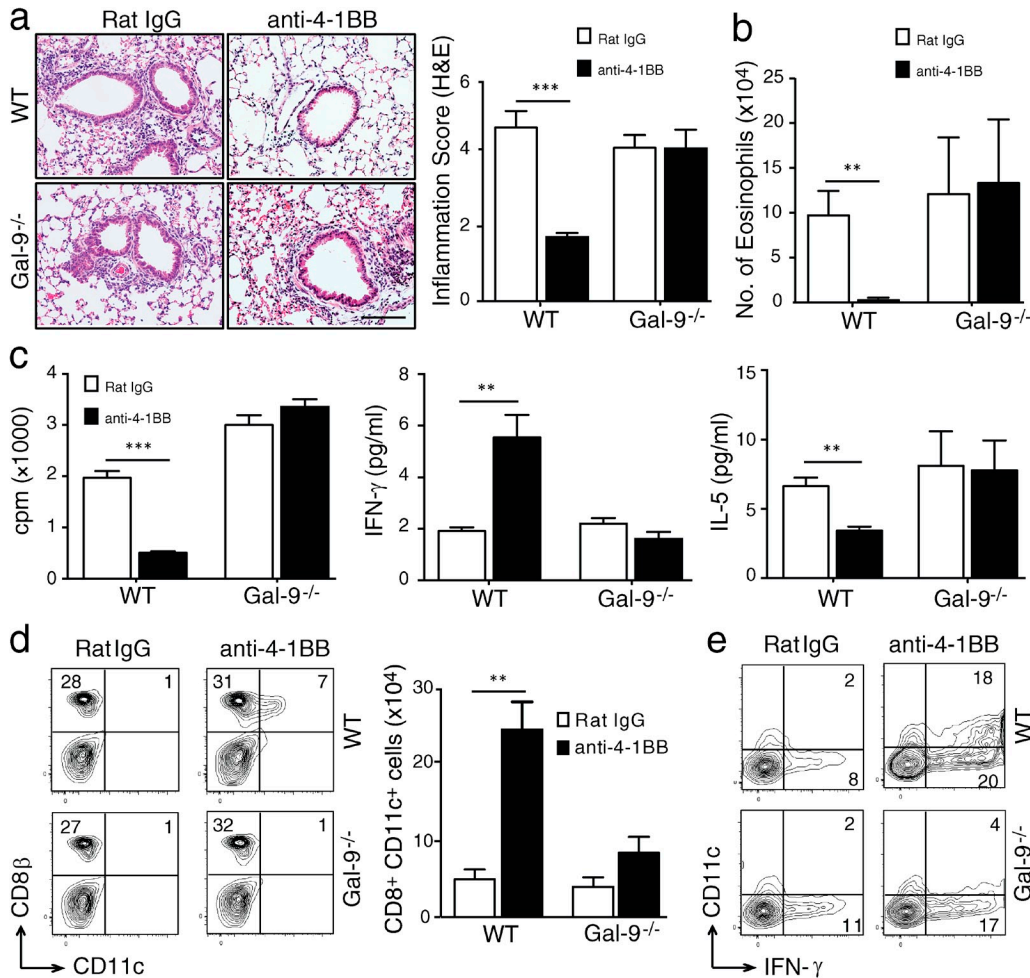 a
Rat IgG
anti-4-1BB
WT
Gal-9-/-
Inflammation Score (H&E)
6
4
2
0
***
Rat IgG
anti-4-1BB
WT
Gal-9-/-
b
No. of Eosinophils (x10⁴)
25
20
15
10
5
0
**
Rat IgG
anti-4-1BB
WT
Gal-9-/-
c
cpm (x1000)
4
3
2
1
0
***
Rat IgG
anti-4-1BB
WT
Gal-9-/-
IFN-γ (pg/ml)
8
6
4
2
0
**
WT
Gal-9-/-
IL-5 (pg/ml)
15
10
5
0
**
WT
Gal-9-/-
d
Rat IgG
anti-4-1BB
28
1
31
7
WT
27
1
32
1
Gal-9-/-
CD8β
CD11c
CD8+ CD11c+ cells (x10⁴)
30
20
10
0
**
Rat IgG
anti-4-1BB
WT
Gal-9-/-
e
Rat IgG
anti-4-1BB
2
8
18
20
WT
2
11
4
17
Gal-9-/-
CD11c
IFN- γ